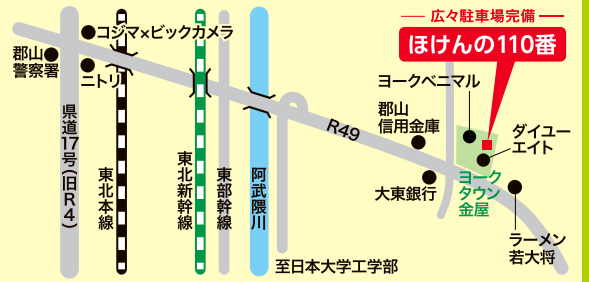 広々駐車場完備
ほけんの110番
コジマ×ビックカメラ
郡山
警察署
ニトリ
県道17号(旧R4)
東北本線
東北新幹線
東部幹線
阿武隈川
R49
至日本大学工学部
ヨークベニマル
郡山
信用金庫
大東銀行
ダイユー
エイト
ヨーク
タウン
金屋
ラーメン
若大将